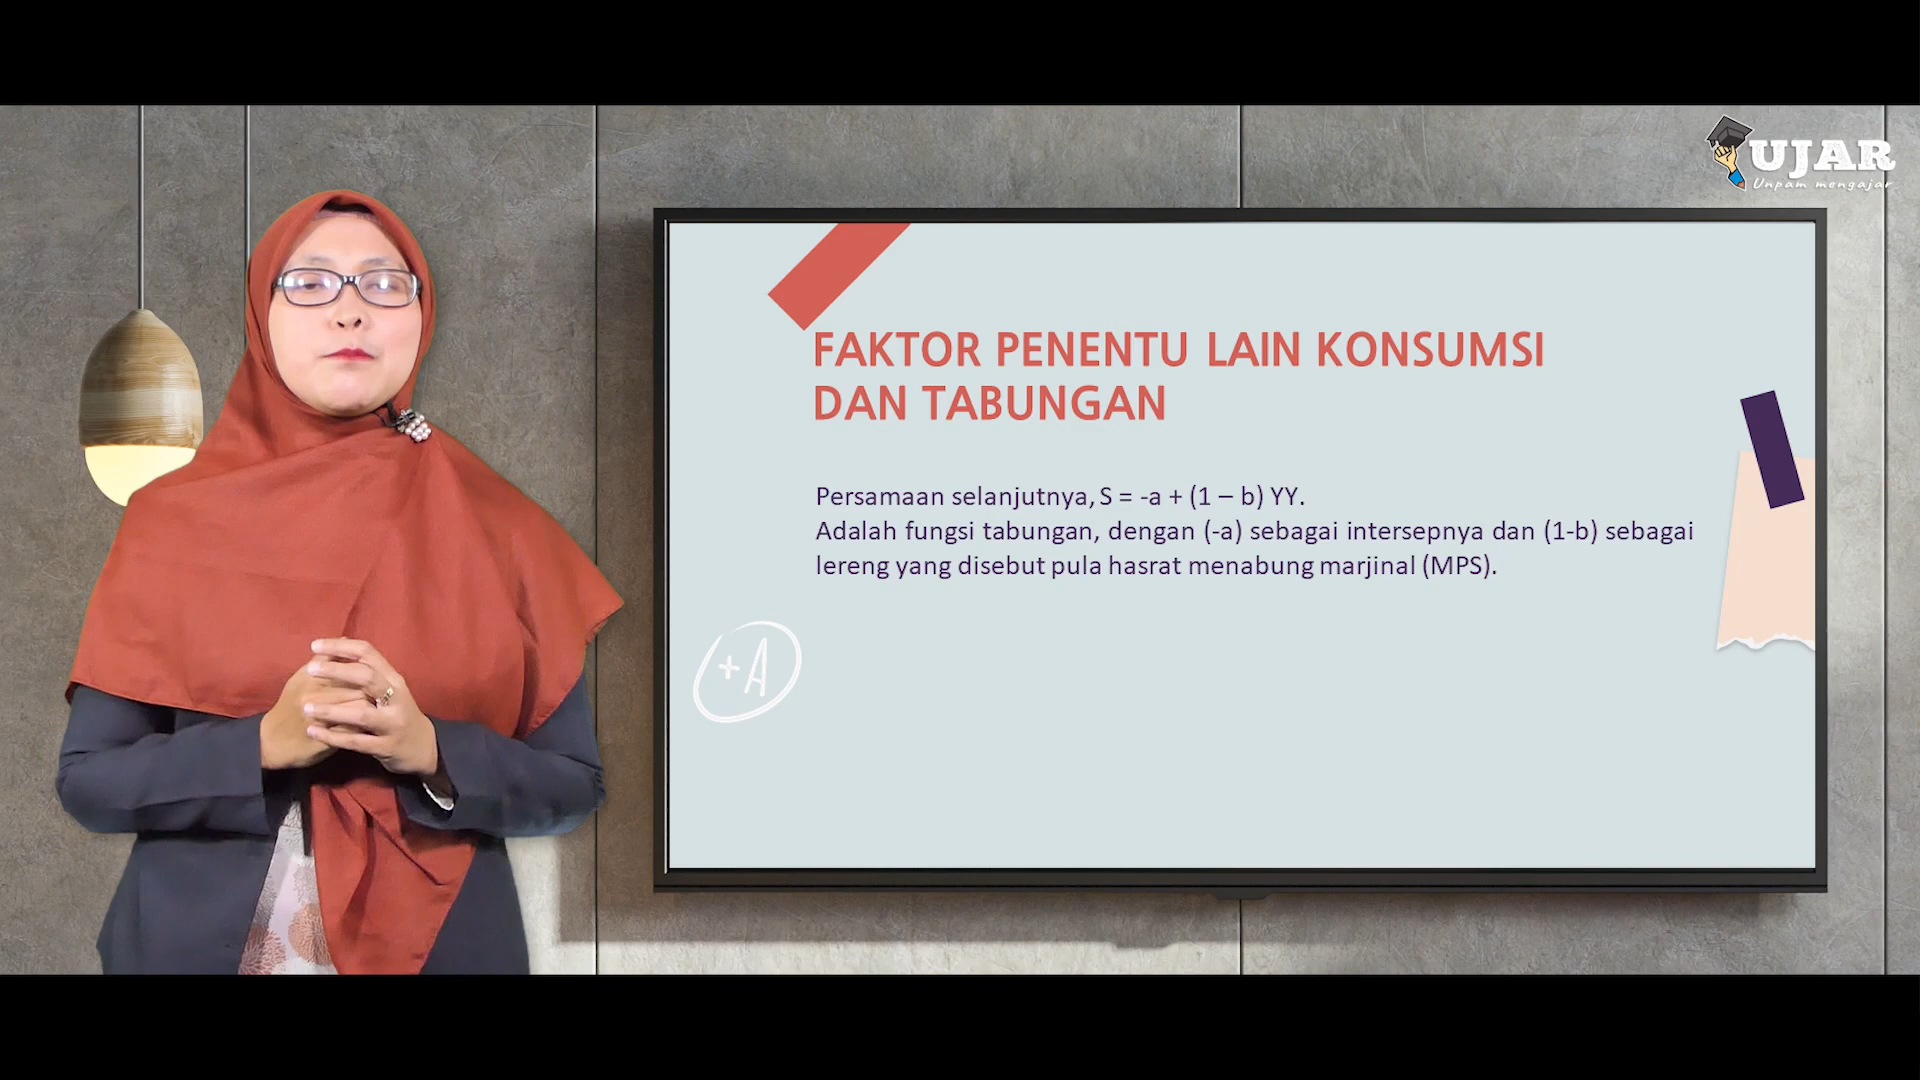 UJAR
Unpam mengajar
FAKTOR PENENTU LAIN KONSUMSI
DAN TABUNGAN
Persamaan selanjutnya, S = -a + (1 – b) YY.
Adalah fungsi tabungan, dengan (-a) sebagai intersepnya dan (1-b) sebagai
lereng yang disebut pula hasrat menabung marjinal (MPS).
+A